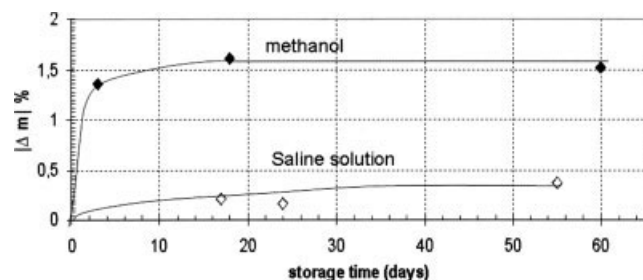 2
methanol
1,5
1
|Δ m| %
Saline solution
0,5
0
0 10 20 30 40 50 60
storage time (days)